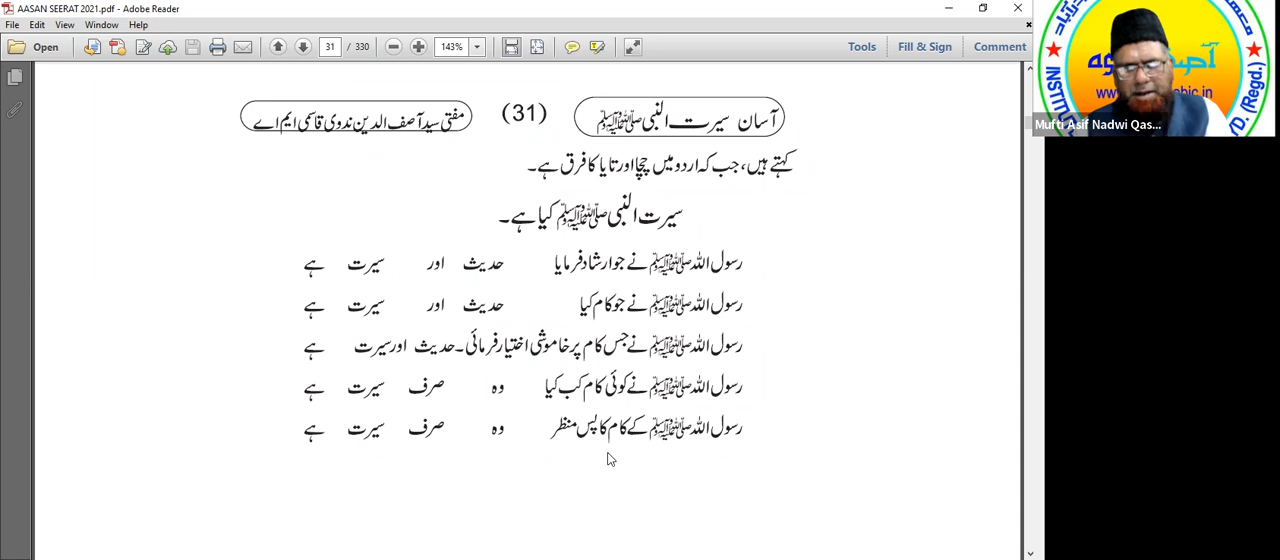 AASAN SEERAT 2021.pdf - Adobe Reader
File Edit View Window Help
Open 31 / 330 143% Tools Fill & Sign Comment
آسان سیرت النبی ﷺ (31) مفتی سید آصف الدین ندوی قاسمی ایم اے
کہتے ہیں، جب کہ اردو میں چچا اور تایا کا فرق ہے۔
سیرت النبی ﷺ کیا ہے۔
رسول اللہ ﷺ نے جو ارشاد فرمایا حدیث اور سیرت ہے
رسول اللہ ﷺ نے جو کام کیا حدیث اور سیرت ہے
رسول اللہ ﷺ نے جس کام پر خاموشی اختیار فرمائی۔ حدیث اور سیرت ہے
رسول اللہ ﷺ نے کوئی کام کب کیا وہ صرف سیرت ہے
رسول اللہ ﷺ کے کام کا پس منظر وہ صرف سیرت ہے
(Regd.)
Mufti Asif Nadwi Qas...